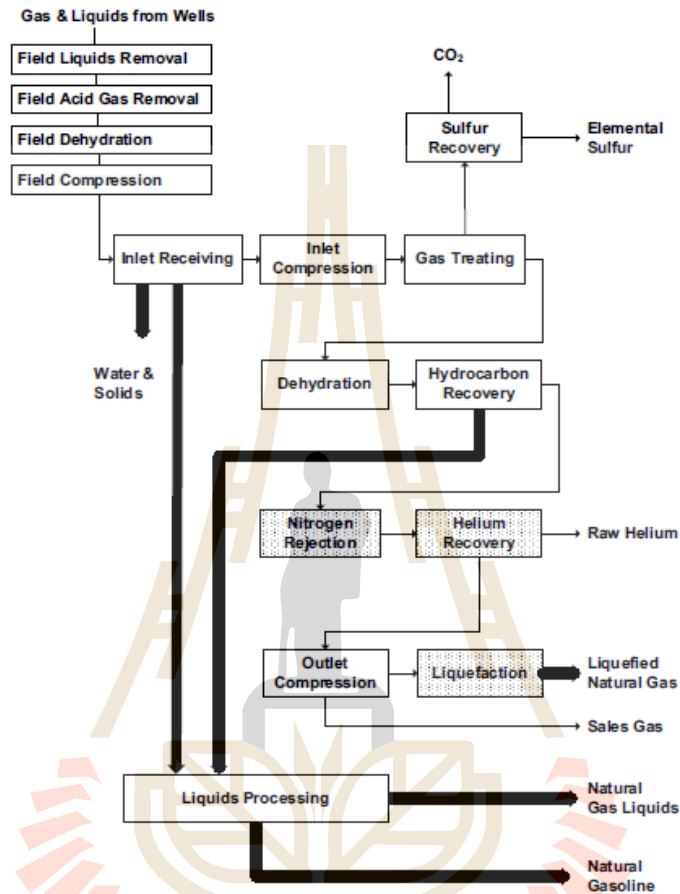 Gas & Liquids from Wells
Field Liquids Removal
Field Acid Gas Removal
Field Dehydration
Field Compression
CO₂
Sulfur
Recovery
Elemental
Sulfur
Inlet Receiving
Inlet
Compression
Gas Treating
Water &
Solids
Dehydration
Hydrocarbon
Recovery
Nitrogen
Rejection
Helium
Recovery
Raw Helium
Outlet
Compression
Liquefaction
Liquefied
Natural Gas
Sales Gas
Liquids Processing
Natural
Gas Liquids
Natural
Gasoline